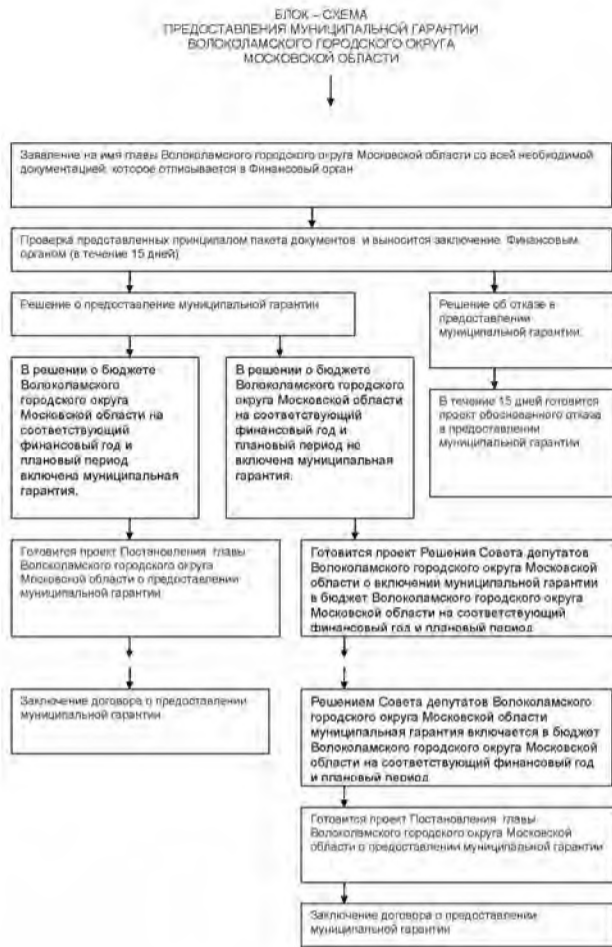 БЛОК – СХЕМА
ПРЕДОСТАВЛЕНИЯ МУНИЦИПАЛЬНОЙ ГАРАНТИИ
ВОЛОКОЛАМСКОГО ГОРОДСКОГО ОКРУГА
МОСКОВСКОЙ ОБЛАСТИ
Заявление на имя главы Волоколамского городского округа Московской области со всей необходимой
документацией, которое отписывается в Финансовый орган
Проверка представленных принципалом пакета документов и выносится заключение Финансовым
органом (в течение 15 дней)
Решение о предоставление муниципальной гарантии
Решение об отказе в
предоставлении
муниципальной гарантии.
В решении о бюджете
Волоколамского
городского округа
Московской области на
соответствующий
финансовый год и
плановый период
включена муниципальная
гарантия.
В решении о бюджете
Волоколамского городского
округа Московской области
на соответствующий
финансовый год и
плановый период не
включена муниципальная
гарантия.
В течение 15 дней готовится
проект обоснованного отказа
в предоставлении
муниципальной гарантии
Готовится проект Постановления главы
Волоколамского городского округа
Московской области о предоставлении
муниципальной гарантии
Готовится проект Решения Совета депутатов
Волоколамского городского округа Московской
области о включении муниципальной гарантии
в бюджет Волоколамского городского округа
Московской области на соответствующий
финансовый год и плановый период
Заключение договора о предоставлении
муниципальной гарантии
Решением Совета депутатов Волоколамского
городского округа Московской области
муниципальная гарантия включается в бюджет
Волоколамского городского округа Московской
области на соответствующий финансовый год
и плановый период
Готовится проект Постановления главы
Волоколамского городского округа Московской
области о предоставлении муниципальной гарантии
Заключение договора о предоставлении
муниципальной гарантии